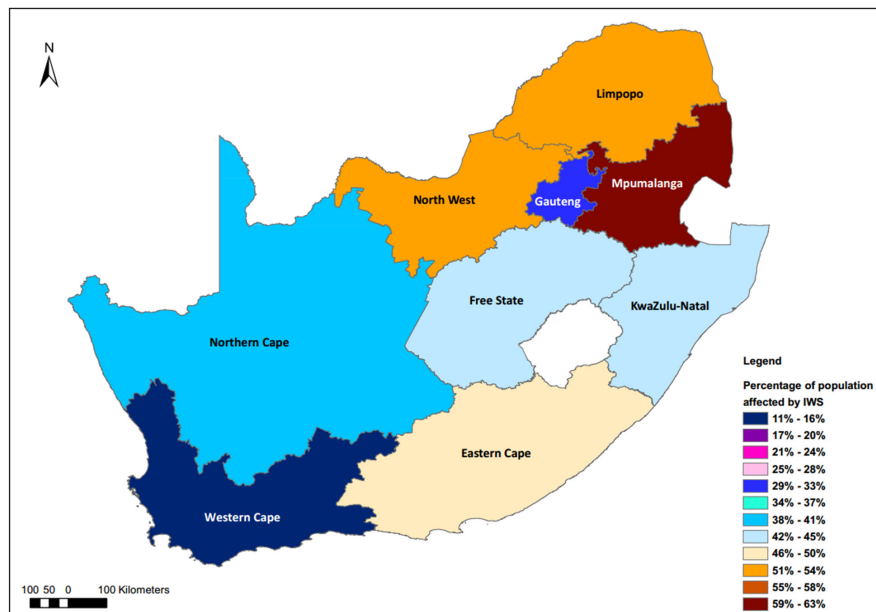 N
Limpopo
North West
Gauteng
Mpumalanga
Free State
KwaZulu-Natal
Northern Cape
Eastern Cape
Western Cape
Legend
Percentage of population
affected by IWS
11% - 16%
17% - 20%
21% - 24%
25% - 28%
29% - 33%
34% - 37%
38% - 41%
42% - 45%
46% - 50%
51% - 54%
55% - 58%
59% - 63%
100 50 0 100 Kilometers